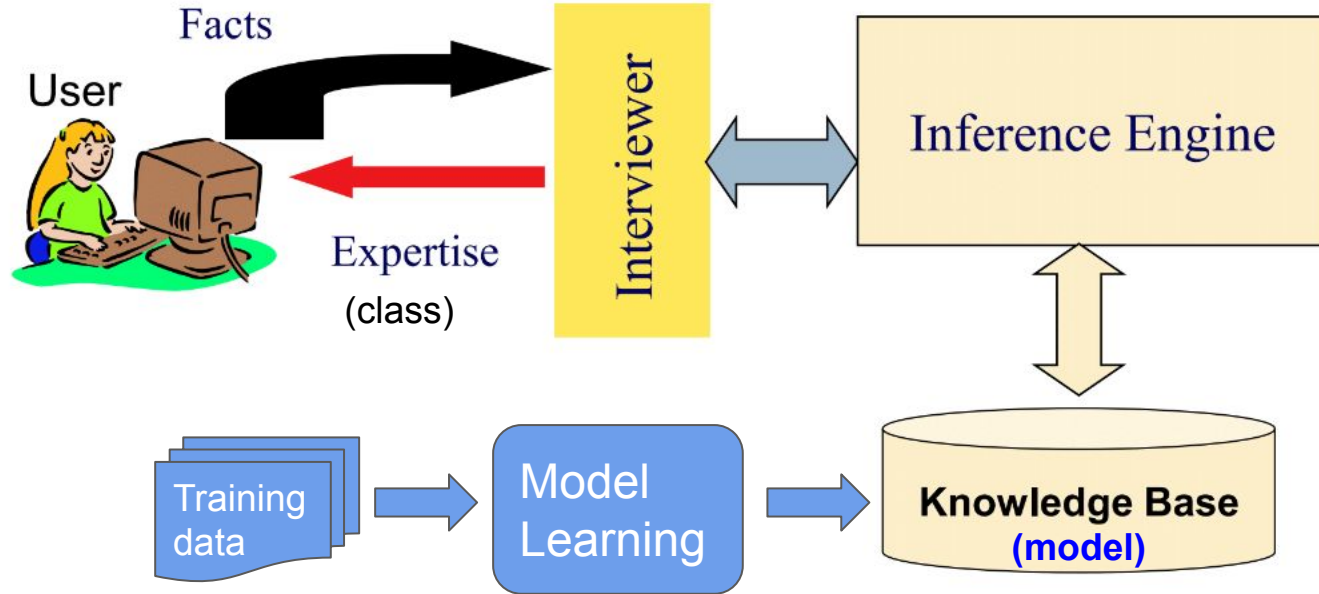 Facts
User
Interviewer
Inference Engine
Expertise
(class)
Training
data
Model
Learning
Knowledge Base
(model)